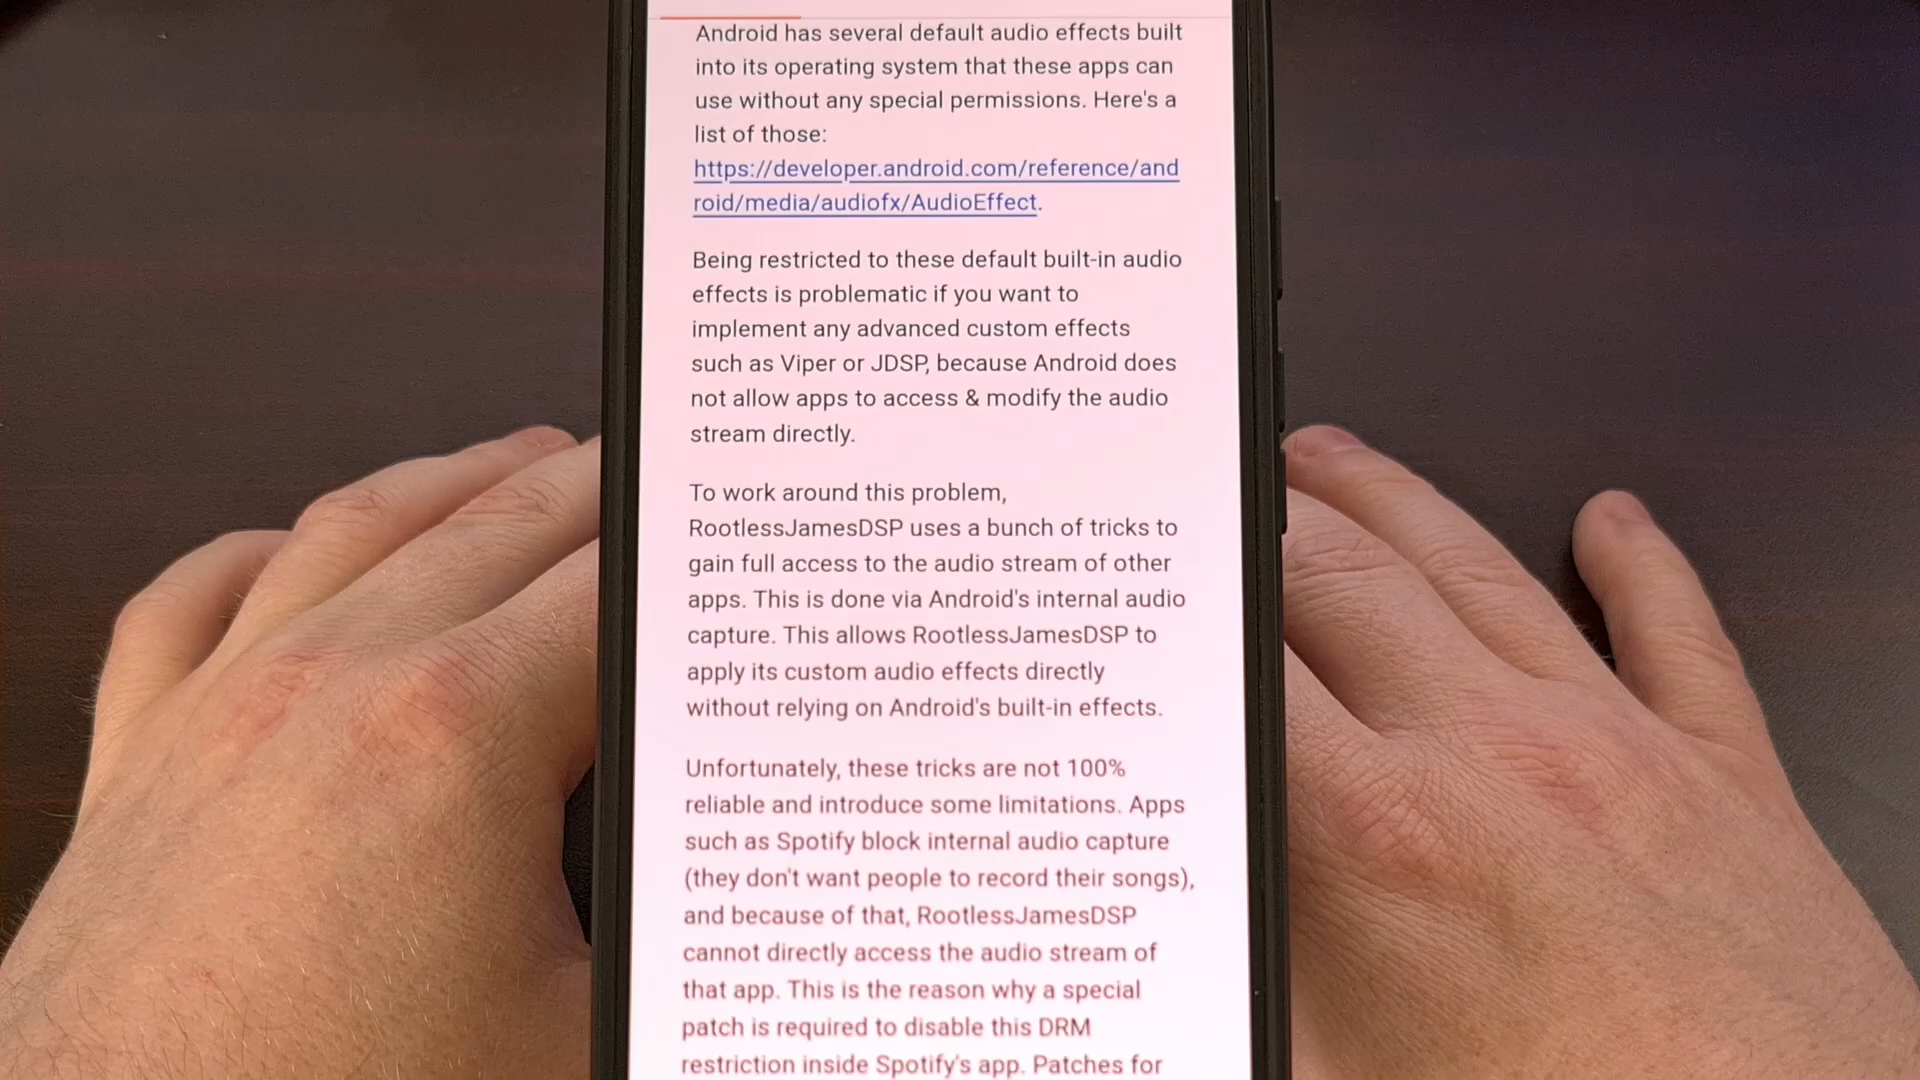 Android has several default audio effects built
into its operating system that these apps can
use without any special permissions. Here's a
list of those:
https://developer.android.com/reference/and
roid/media/audiofx/AudioEffect.
Being restricted to these default built-in audio
effects is problematic if you want to
implement any advanced custom effects
such as Viper or JDSP, because Android does
not allow apps to access & modify the audio
stream directly.
To work around this problem,
RootlessJamesDSP uses a bunch of tricks to
gain full access to the audio stream of other
apps. This is done via Android's internal audio
capture. This allows RootlessJamesDSP to
apply its custom audio effects directly
without relying on Android's built-in effects.
Unfortunately, these tricks are not 100%
reliable and introduce some limitations. Apps
such as Spotify block internal audio capture
(they don't want people to record their songs),
and because of that, RootlessJamesDSP
cannot directly access the audio stream of
that app. This is the reason why a special
patch is required to disable this DRM
restriction inside Spotify's app. Patches for